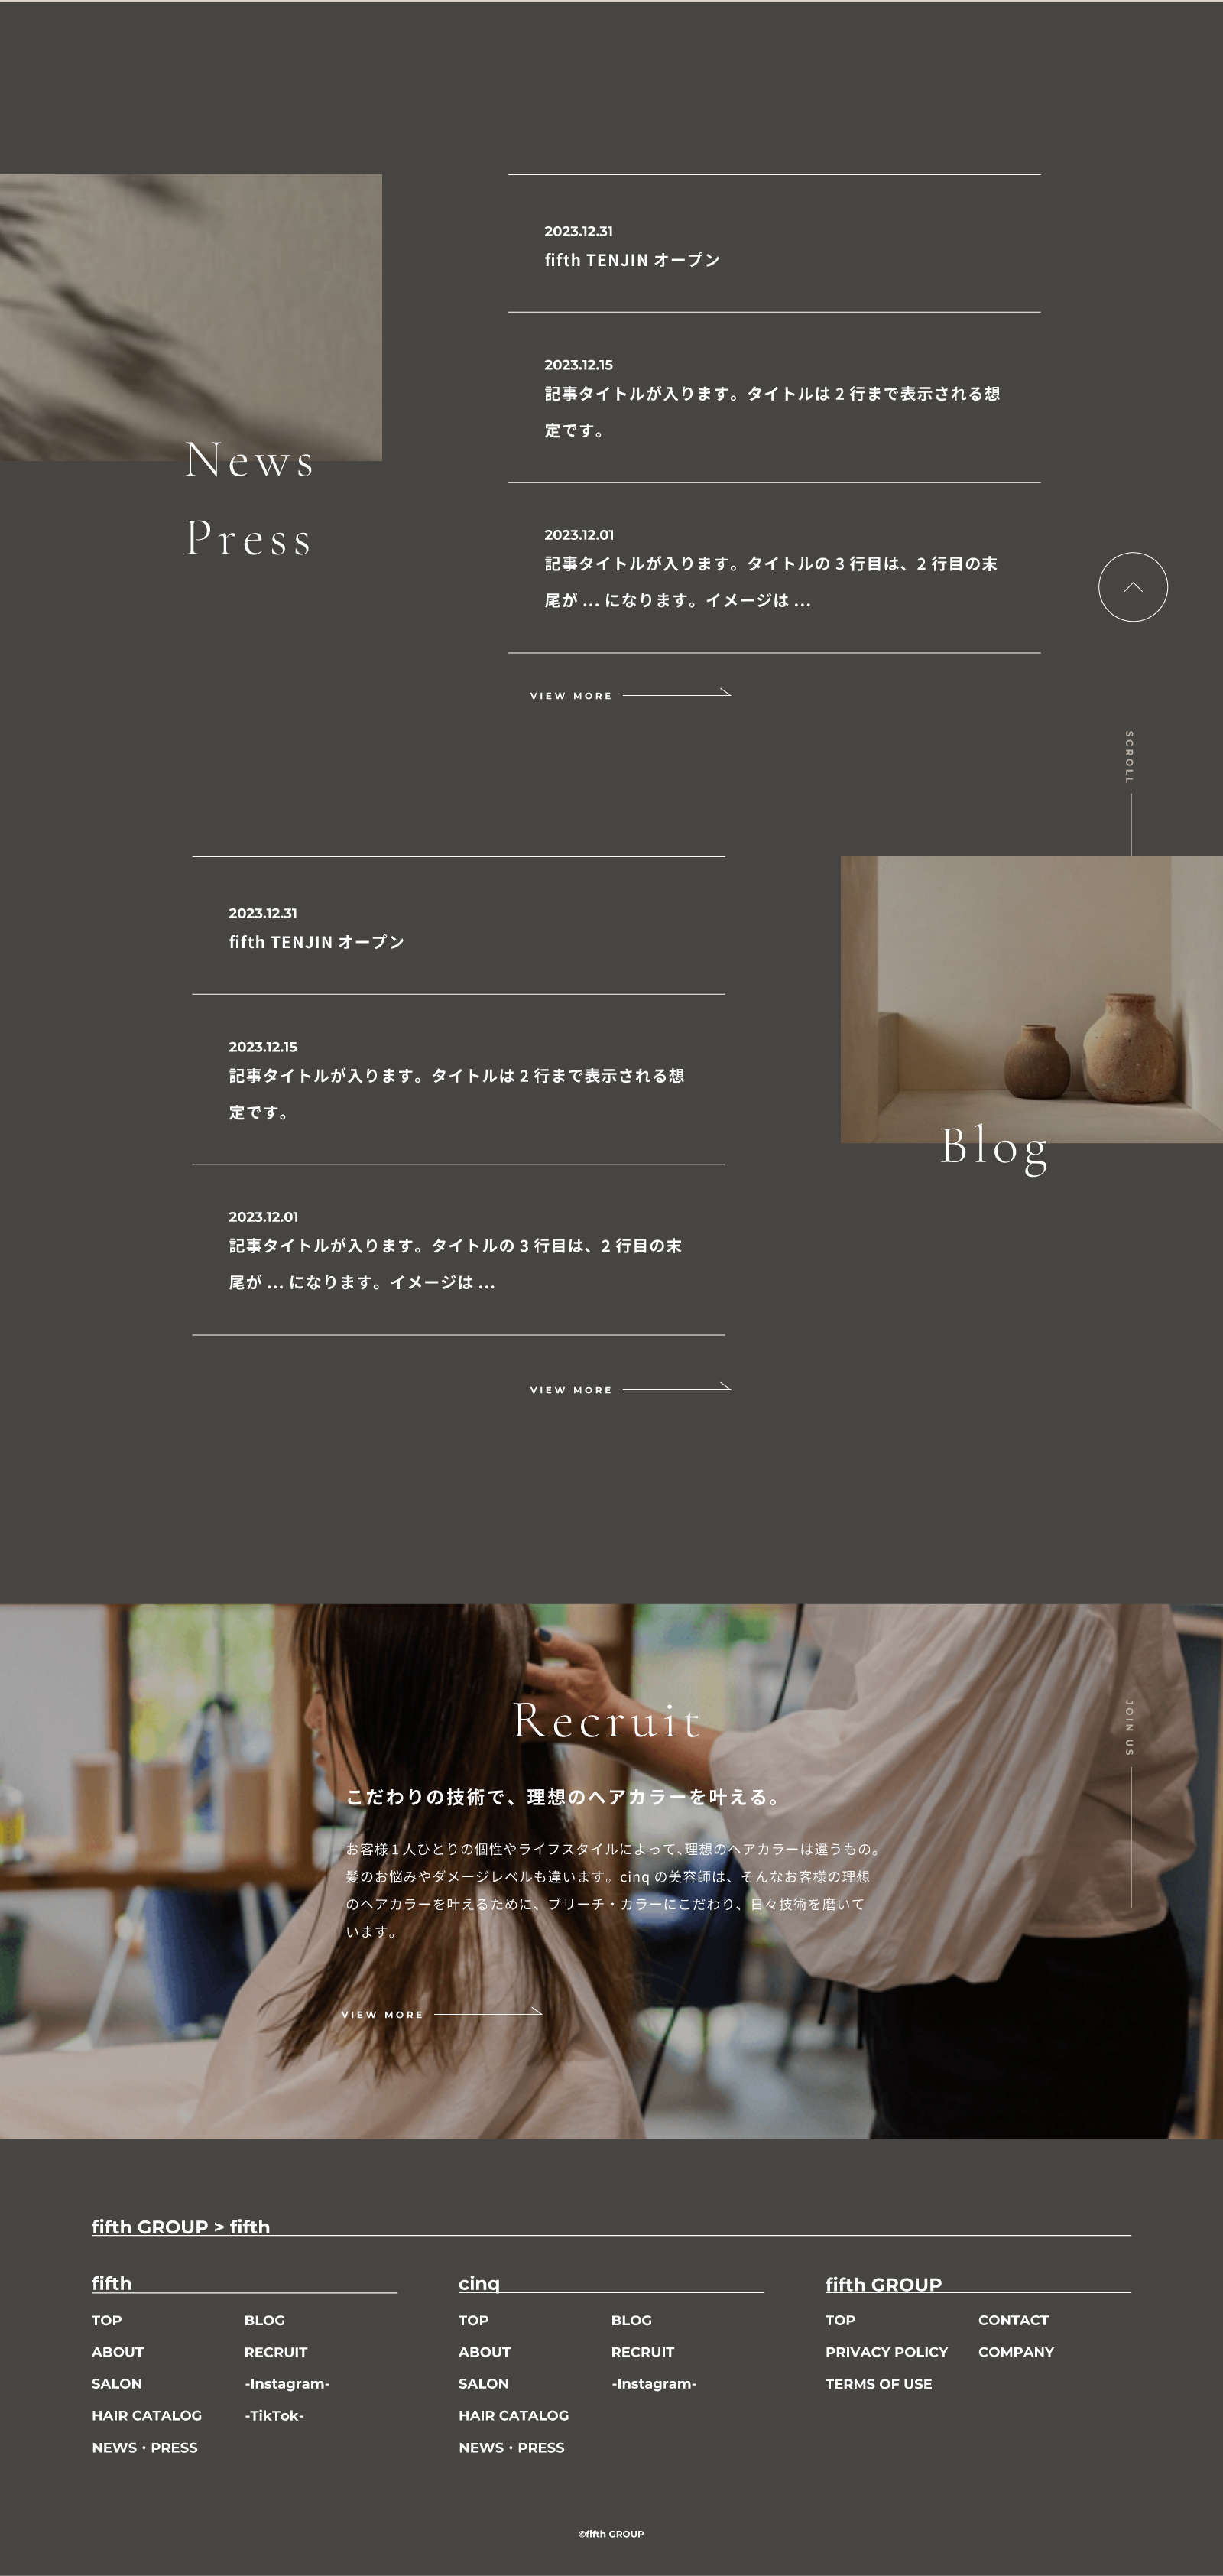 2023.12.31
fifth TENJIN オープン
2023.12.15
記事タイトルが入ります。タイトルは 2 行まで表示される想
定です。
News
Press
2023.12.01
記事タイトルが入ります。タイトルの 3 行目は、2 行目の末
尾が ... になります。イメージは ...
VIEW MORE
SCROLL
2023.12.31
fifth TENJIN オープン
2023.12.15
記事タイトルが入ります。タイトルは 2 行まで表示される想
定です。
Blog
2023.12.01
記事タイトルが入ります。タイトルの 3 行目は、2 行目の末
尾が ... になります。イメージは ...
VIEW MORE
Recruit
JOIN US
こだわりの技術で、理想のヘアカラーを叶える。
お客様 1 人ひとりの個性やライフスタイルによって、理想のヘアカラーは違うもの。
髪のお悩みやダメージレベルも違います。cinq の美容師は、そんなお客様の理想
のヘアカラーを叶えるために、ブリーチ・カラーにこだわり、日々技術を磨いて
います。
VIEW MORE
fifth GROUP > fifth
fifth
TOP
ABOUT
SALON
HAIR CATALOG
NEWS・PRESS
BLOG
RECRUIT
-Instagram-
-TikTok-
cinq
TOP
ABOUT
SALON
HAIR CATALOG
NEWS・PRESS
BLOG
RECRUIT
-Instagram-
fifth GROUP
TOP
PRIVACY POLICY
TERMS OF USE
CONTACT
COMPANY
©fifth GROUP